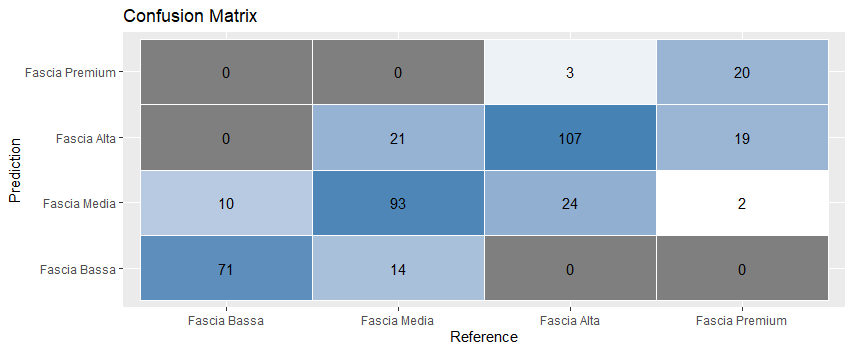 Confusion Matrix
Prediction
Fascia Premium 0 0 3 20
Fascia Alta 0 21 107 19
Fascia Media 10 93 24 2
Fascia Bassa 71 14 0 0
Fascia Bassa Fascia Media Fascia Alta Fascia Premium
Reference